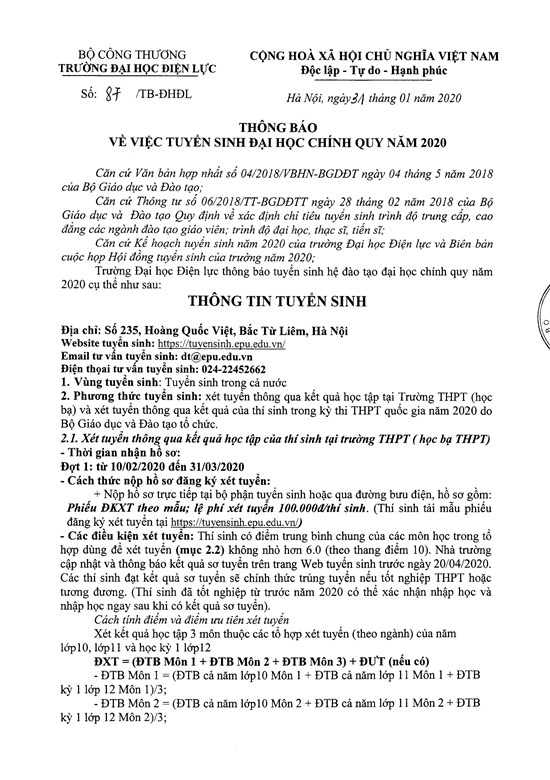 BỘ CÔNG THƯƠNG
TRƯỜNG ĐẠI HỌC ĐIỆN LỰC
Số: 87 /TB-ĐHĐL
CỘNG HOÀ XÃ HỘI CHỦ NGHĨA VIỆT NAM
Độc lập - Tự do - Hạnh phúc
Hà Nội, ngày 31 tháng 01 năm 2020
THÔNG BÁO
VỀ VIỆC TUYỂN SINH ĐẠI HỌC CHÍNH QUY NĂM 2020
Căn cứ Văn bản hợp nhất số 04/2018/VBHN-BGDĐT ngày 04 tháng 5 năm 2018
của Bộ Giáo dục và Đào tạo;
Căn cứ Thông tư số 06/2018/TT-BGDĐTT ngày 28 tháng 02 năm 2018 của Bộ
Giáo dục và Đào tạo Quy định về xác định chỉ tiêu tuyển sinh trình độ trung cấp, cao
đẳng các ngành đào tạo giáo viên; trình độ đại học, thạc sĩ, tiến sĩ;
Căn cứ Kế hoạch tuyển sinh năm 2020 của trường Đại học Điện lực và Biên bản
cuộc họp Hội đồng tuyển sinh của trường năm 2020;
Trường Đại học Điện lực thông báo tuyển sinh hệ đào tạo đại học chính quy năm
2020 cụ thể như sau:
THÔNG TIN TUYỂN SINH
Địa chỉ: Số 235, Hoàng Quốc Việt, Bắc Từ Liêm, Hà Nội
Website tuyển sinh: https://tuyensinh.epu.edu.vn/
Email tư vấn tuyển sinh: dt@epu.edu.vn
Điện thoại tư vấn tuyển sinh: 024-22452662
1. Vùng tuyển sinh: Tuyển sinh trong cả nước
2. Phương thức tuyển sinh: xét tuyển thông qua kết quả học tập tại Trường THPT (học
bạ) và xét tuyển thông qua kết quả của thí sinh trong kỳ thi THPT quốc gia năm 2020 do
Bộ Giáo dục và Đào tạo tổ chức.
2.1. Xét tuyển thông qua kết quả học tập của thí sinh tại trường THPT ( học bạ THPT)
- Thời gian nhận hồ sơ:
Đợt 1: từ 10/02/2020 đến 31/03/2020
- Cách thức nộp hồ sơ đăng ký xét tuyển:
+ Nộp hồ sơ trực tiếp tại bộ phận tuyển sinh hoặc qua đường bưu điện, hồ sơ gồm:
Phiếu ĐKXT theo mẫu; lệ phí xét tuyển 100.000đ/thí sinh. (Thí sinh tải mẫu phiếu
đăng ký xét tuyển tại https://tuyensinh.epu.edu.vn/)
- Các điều kiện xét tuyển: Thí sinh có điểm trung bình chung của các môn học trong tổ
hợp dùng để xét tuyển (mục 2.2) không nhỏ hơn 6.0 (theo thang điểm 10). Nhà trường
cập nhật và thông báo kết quả sơ tuyển trên trang Web tuyển sinh trước ngày 20/04/2020.
Các thí sinh đạt kết quả sơ tuyển sẽ chính thức trúng tuyển nếu tốt nghiệp THPT hoặc
tương đương. (Thí sinh đã tốt nghiệp từ trước năm 2020 có thể xác nhận nhập học và
nhập học ngay sau khi có kết quả sơ tuyển).
Cách tính điểm và điểm ưu tiên xét tuyển
Xét kết quả học tập 3 môn thuộc các tổ hợp xét tuyển (theo ngành) của năm
lớp10, lớp11 và học kỳ 1 lớp12
ĐXT = (ĐTB Môn 1 + ĐTB Môn 2 + ĐTB Môn 3) + ĐƯT (nếu có)
- ĐTB Môn 1 = (ĐTB cả năm lớp10 Môn 1 + ĐTB cả năm lớp 11 Môn 1 + ĐTB
kỳ 1 lớp 12 Môn 1)/3;
- ĐTB Môn 2 = (ĐTB cả năm lớp10 Môn 2 + ĐTB cả năm lớp 11 Môn 2 + ĐTB
kỳ 1 lớp 12 Môn 2)/3;